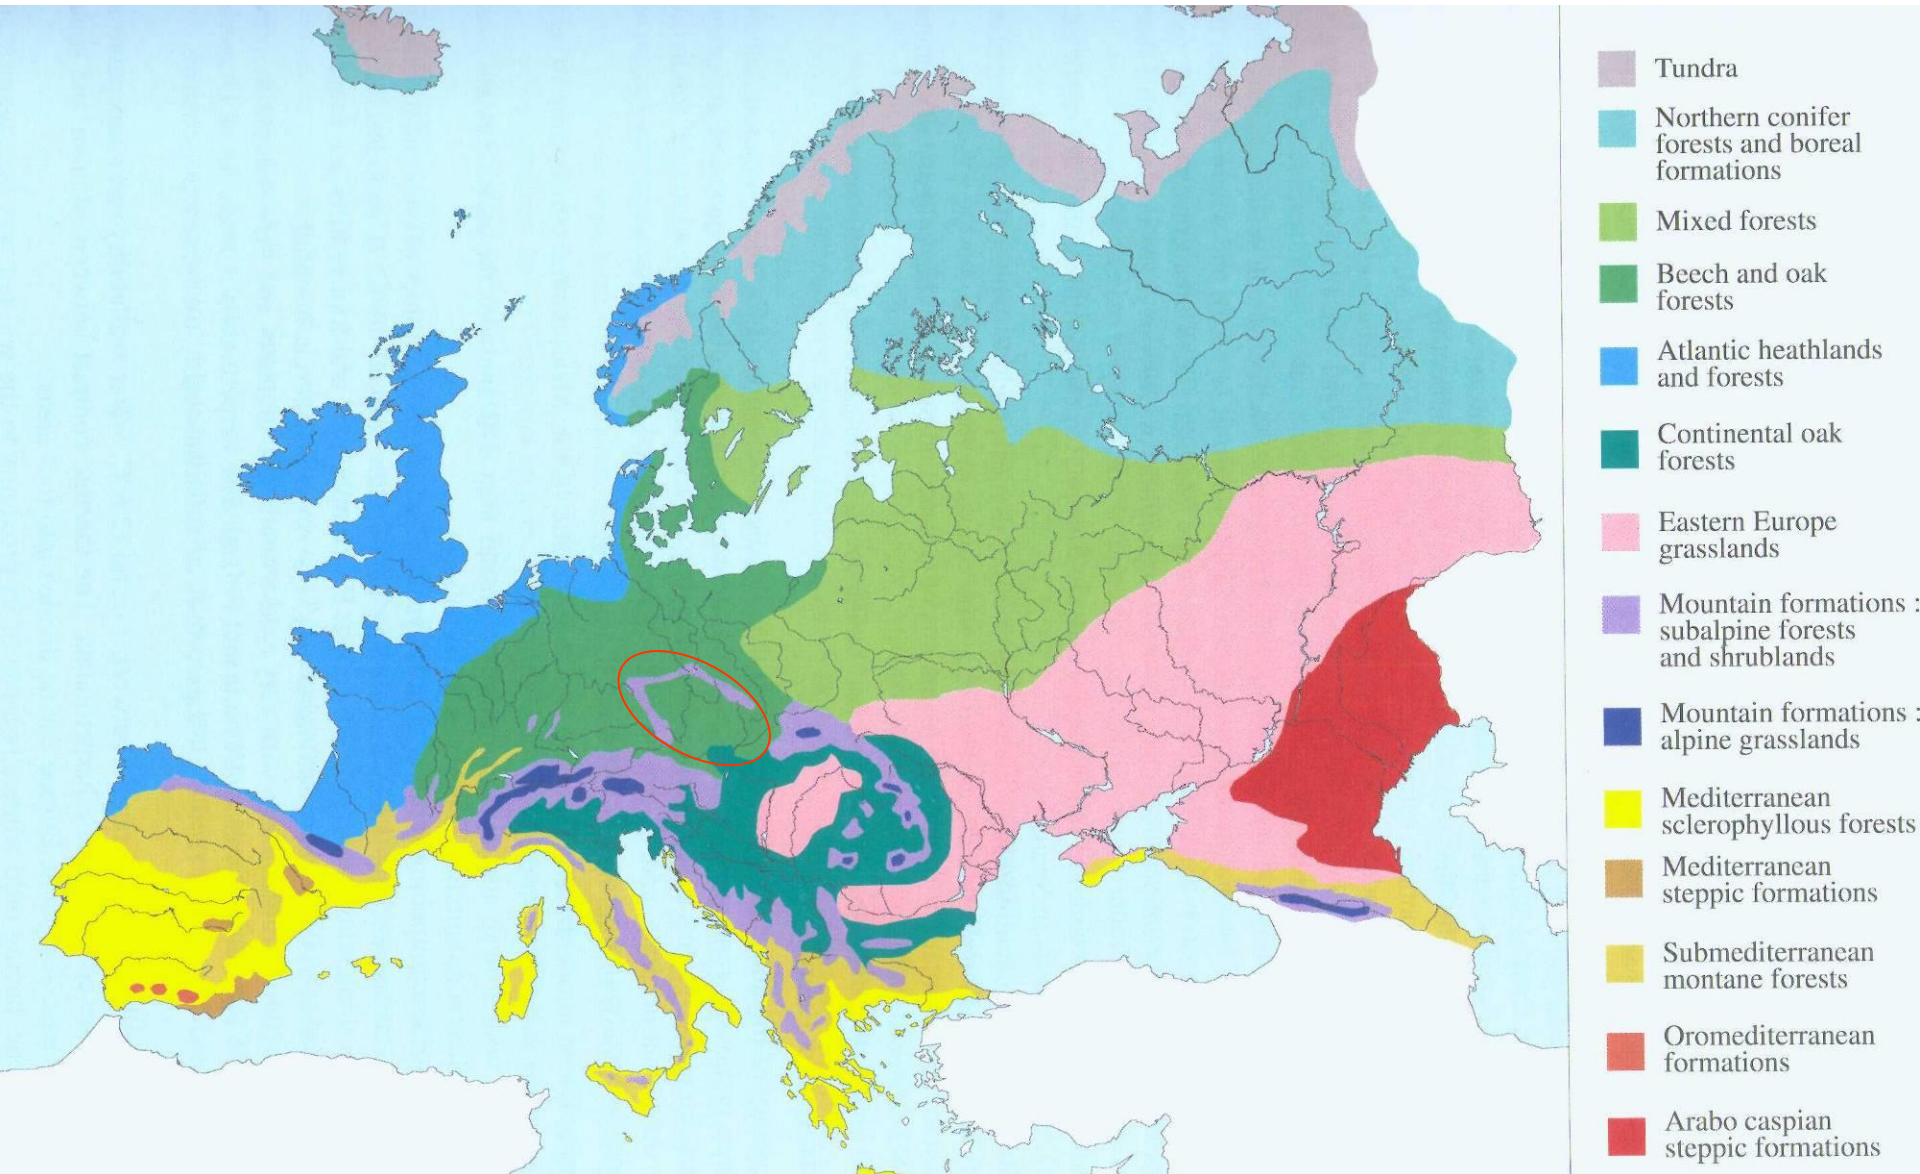 Tundra
Northern conifer
forests and boreal
formations
Mixed forests
Beech and oak
forests
Atlantic heathlands
and forests
Continental oak
forests
Eastern Europe
grasslands
Mountain formations :
subalpine forests
and shrublands
Mountain formations :
alpine grasslands
Mediterranean
sclerophyllous forests
Mediterranean
steppic formations
Submediterranean
montane forests
Oromediterranean
formations
Arabo caspian
steppic formations